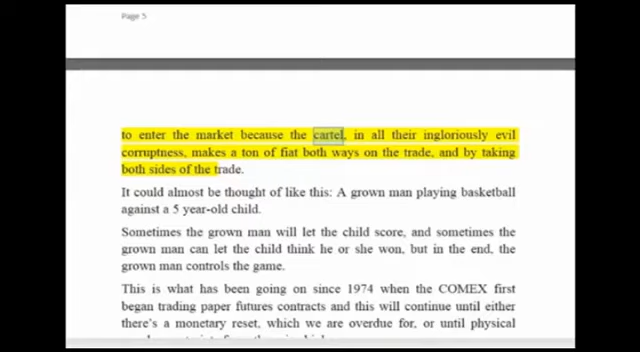 Page 5
to enter the market because the cartel, in all their ingloriously evil
corruptness, makes a ton of fiat both ways on the trade, and by taking
both sides of the trade.
It could almost be thought of like this: A grown man playing basketball
against a 5 year-old child.
Sometimes the grown man will let the child score, and sometimes the
grown man can let the child think he or she won, but in the end, the
grown man controls the game.
This is what has been going on since 1974 when the COMEX first
began trading paper futures contracts and this will continue until either
there's a monetary reset, which we are overdue for, or until physical